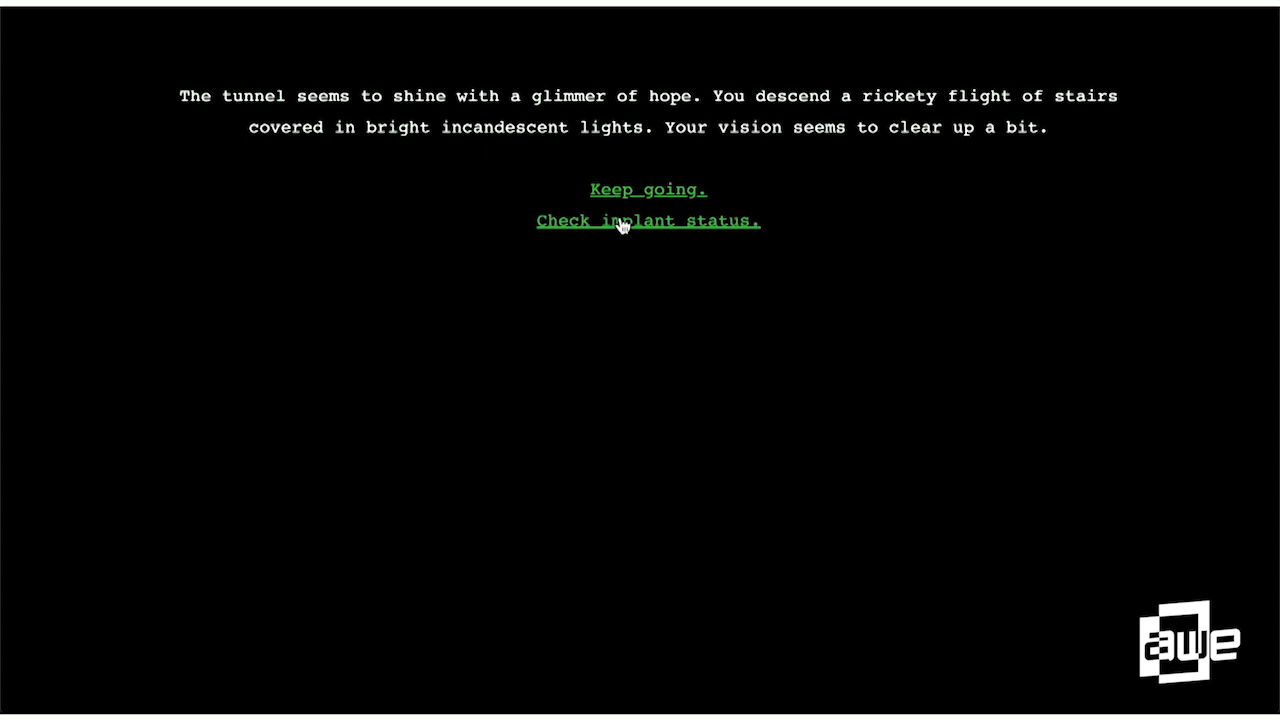 The tunnel seems to shine with a glimmer of hope. You descend a rickety flight of stairs
covered in bright incandescent lights. Your vision seems to clear up a bit.
Keep going.
Check implant status.
awe